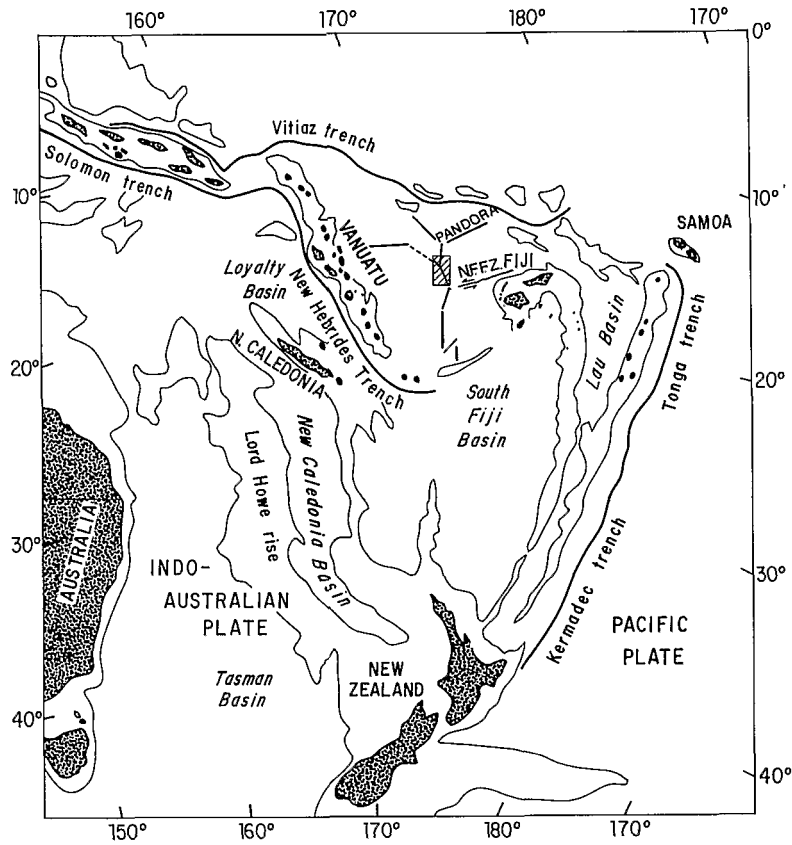 160°
170°
180°
170°
0°
Vitiaz trench
Solomon trench
10°
10°
PANDORA
SAMOA
VANUATU
NFFZ.
FIJI
Loyalty
Basin
New Hebrides Trench
Lau Basin
Tonga trench
N. CALEDONIA
20°
20°
South
Fiji
Basin
New Caledonia Basin
Lord Howe rise
AUSTRALIA
30°
30°
INDO-
AUSTRALIAN
PLATE
Kermadec trench
PACIFIC
PLATE
Tasman
Basin
NEW
ZEALAND
40°
40°
150°
160°
170°
180°
170°